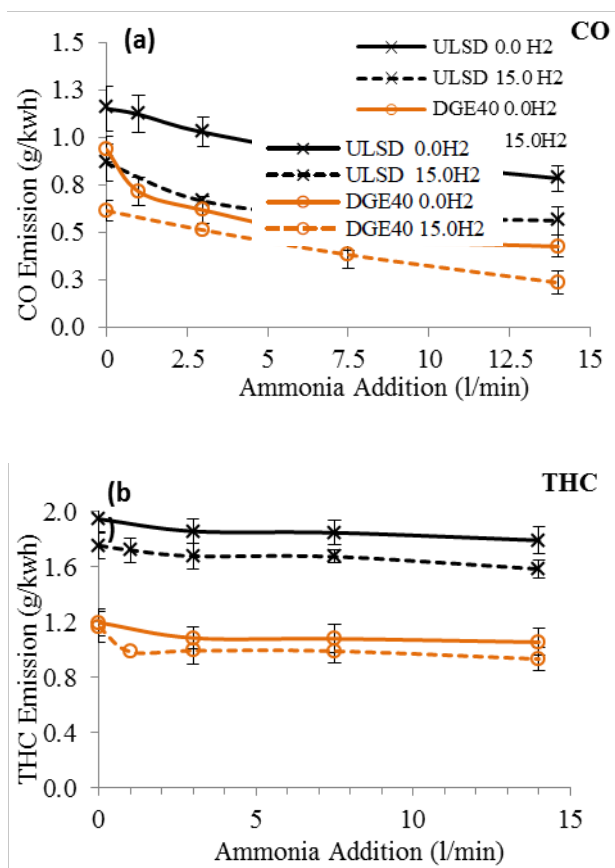 (a)
CO
ULSD 0.0 H2
ULSD 15.0 H2
DGE40 0.0H2
15.0H2
ULSD 0.0H2
ULSD 15.0H2
DGE40 0.0H2
DGE40 15.0H2
CO Emission (g/kwh)
1.5
1.3
1.0
0.8
0.5
0.3
0.0
0 2.5 5 7.5 10 12.5 15
Ammonia Addition (l/min)
(b
)
THC
THC Emission (g/kwh)
2.0
1.6
1.2
0.8
0.4
0.0
0 5 10 15
Ammonia Addition (l/min)